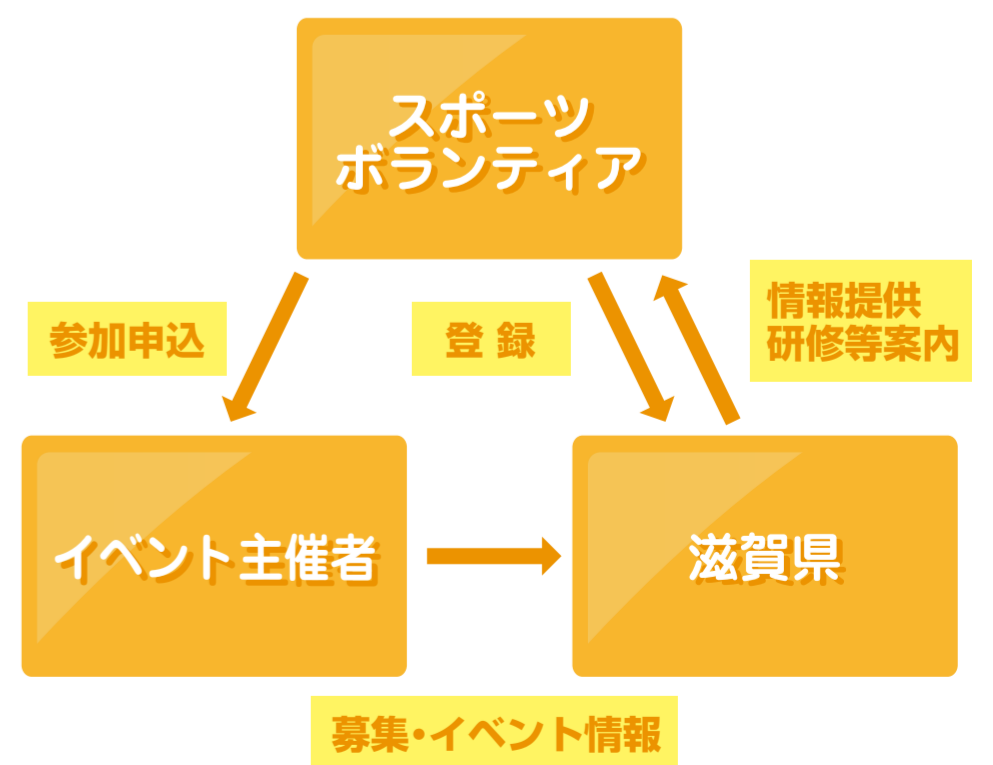 スポーツ
ボランティア
参加申込
登録
情報提供
研修等案内
イベント主催者
滋賀県
募集・イベント情報